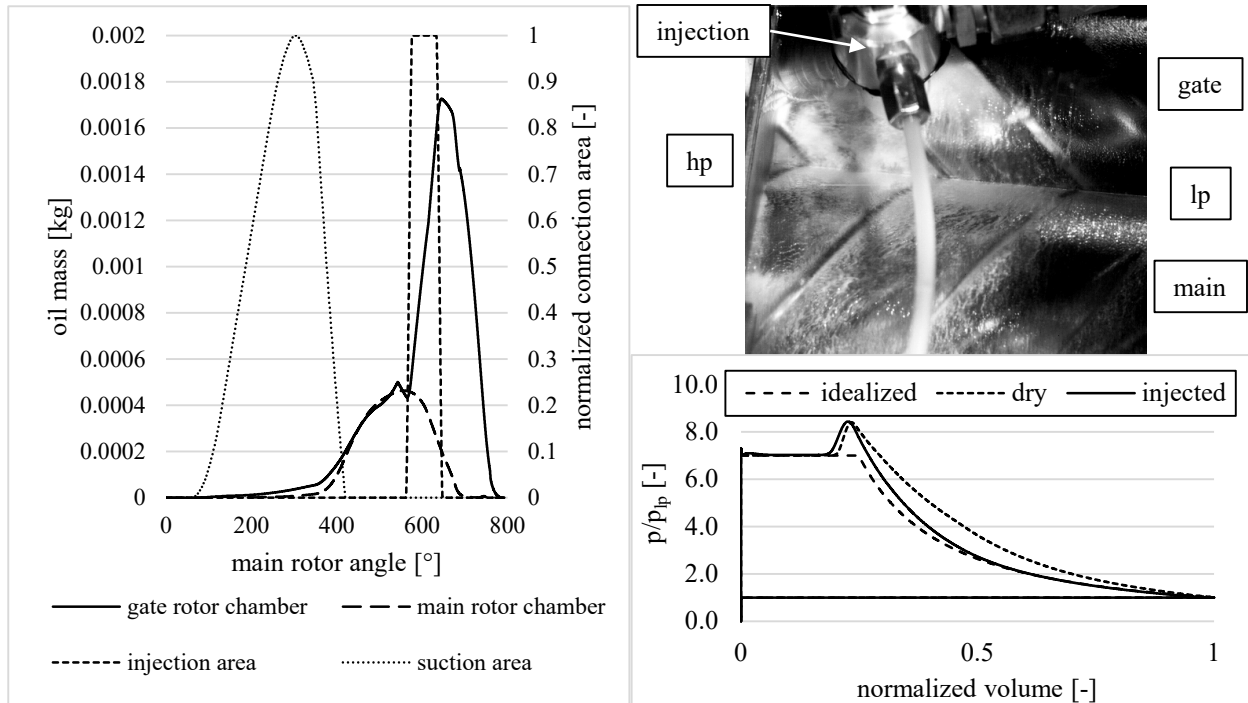 0.002
0.0018
0.0016
0.0014
0.0012
0.001
0.0008
0.0006
0.0004
0.0002
0
oil mass [kg]
1
0.9
0.8
0.7
0.6
0.5
0.4
0.3
0.2
0.1
0
normalized connection area [-]
0 200 400 600 800
main rotor angle [°]
gate rotor chamber main rotor chamber
injection area suction area
injection
gate
hp
lp
main
10.0
8.0
6.0
4.0
2.0
0.0
p/plp [-]
idealized dry injected
0 0.5 1
normalized volume [-]